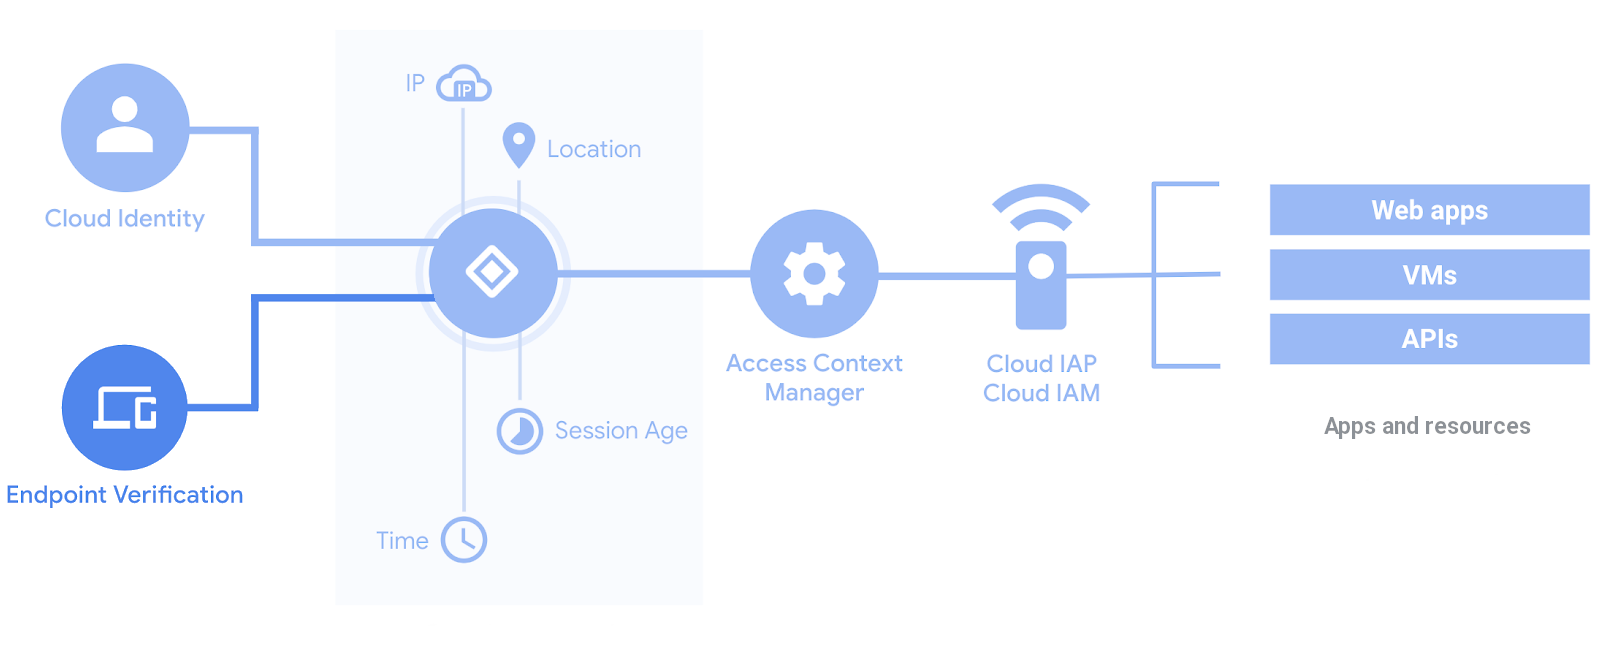 IP
IP
Location
Cloud Identity
Endpoint Verification
Session Age
Time
Access Context
Manager
Cloud IAP
Cloud IAM
Web apps
VMs
APIs
Apps and resources